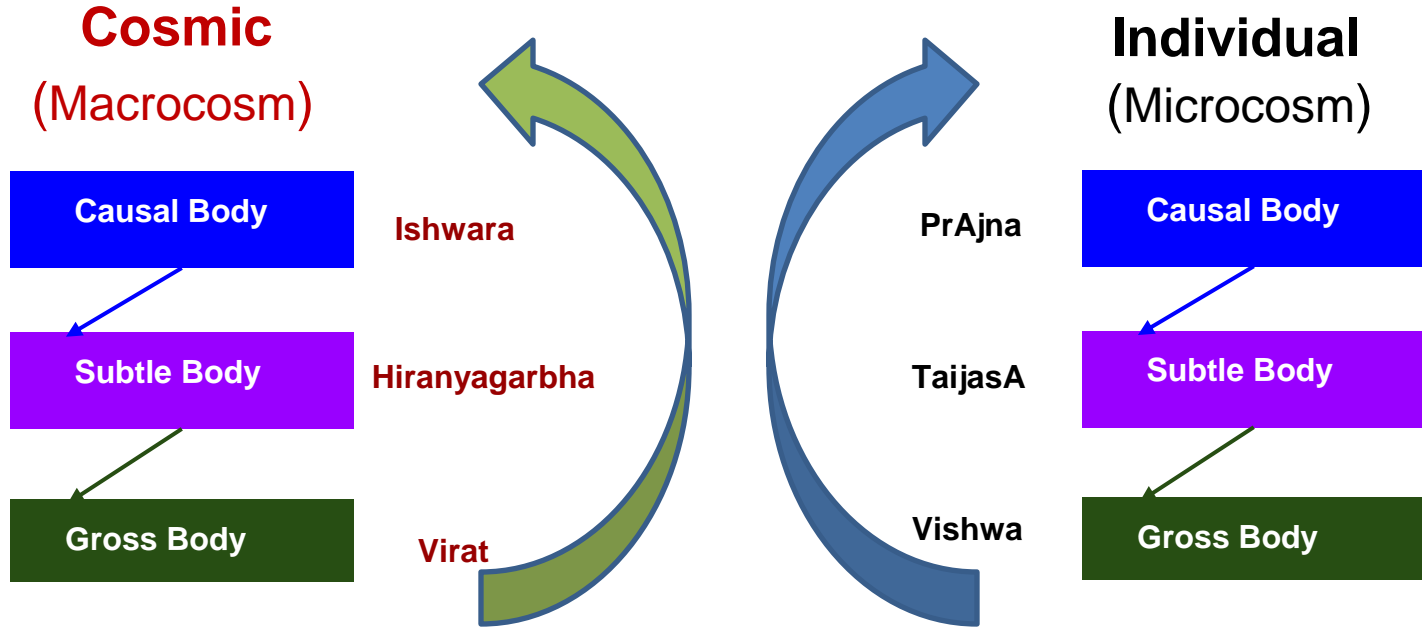 Cosmic
(Macrocosm)
Individual
(Microcosm)
Causal Body
Ishwara
PrAjna
Causal Body
Subtle Body
Hiranyagarbha
TaijasA
Subtle Body
Gross Body
Virat
Vishwa
Gross Body